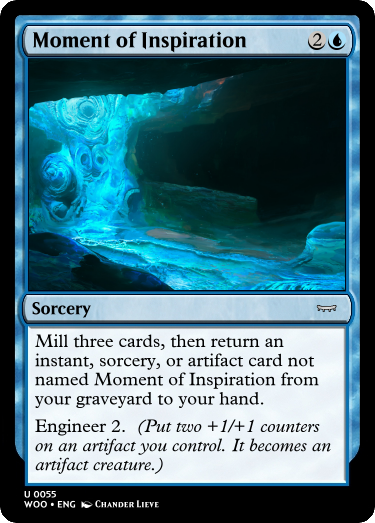 Moment of Inspiration 2
Sorcery
Mill three cards, then return an
instant, sorcery, or artifact card not
named Moment of Inspiration from
your graveyard to your hand.
Engineer 2. (Put two +1/+1 counters
on an artifact you control. It becomes an
artifact creature.)
U 0055
WOO • ENG CHANDER LIEVE